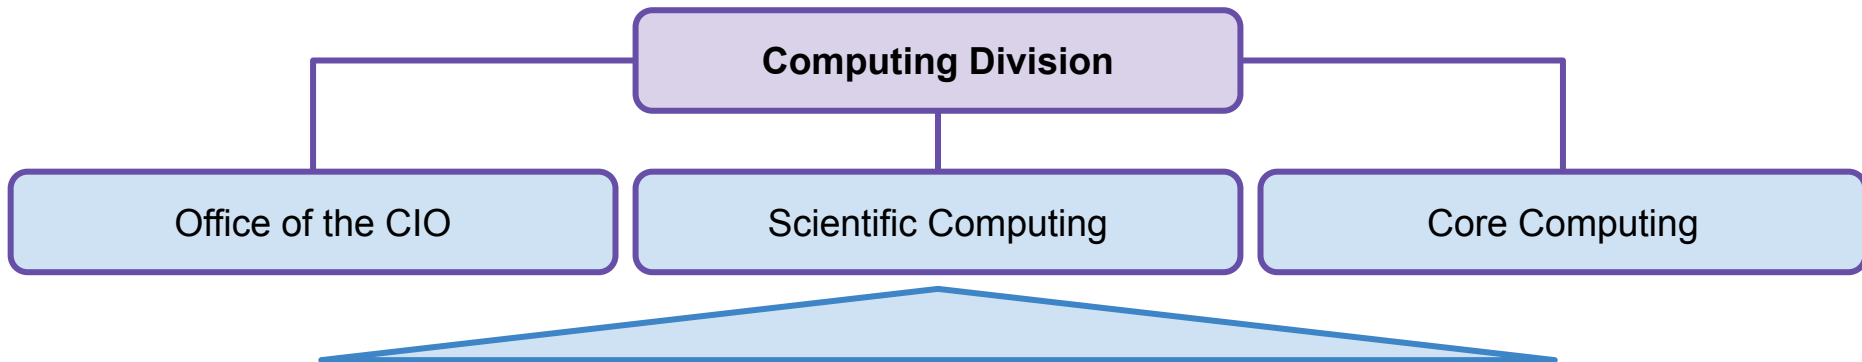 Computing Division
Office of the CIO
Scientific Computing
Core Computing